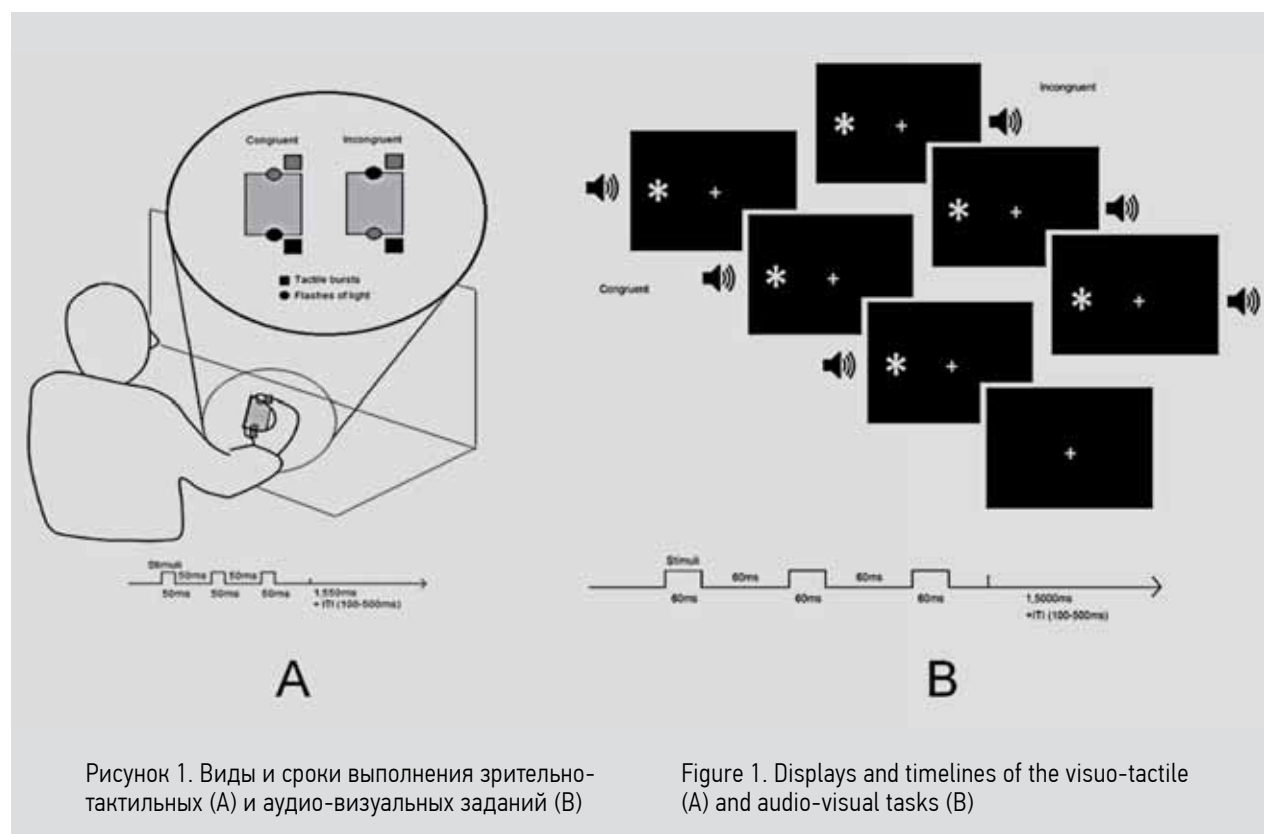 Congruent
Incongruent
Tactile bursts
Flashes of light
Stimuli
50ms
50ms
50ms
50ms
50ms
1,550ms
+ ITI (100-500ms)
A
Incongruent
Congruent
Stimuli
60ms
60ms
60ms
60ms
60ms
1,5000ms
+ITI (100-500ms)
B
Рисунок 1. Виды и сроки выполнения зрительно-
тактильных (А) и аудио-визуальных заданий (В)
Figure 1. Displays and timelines of the visuo-tactile
(A) and audio-visual tasks (B)